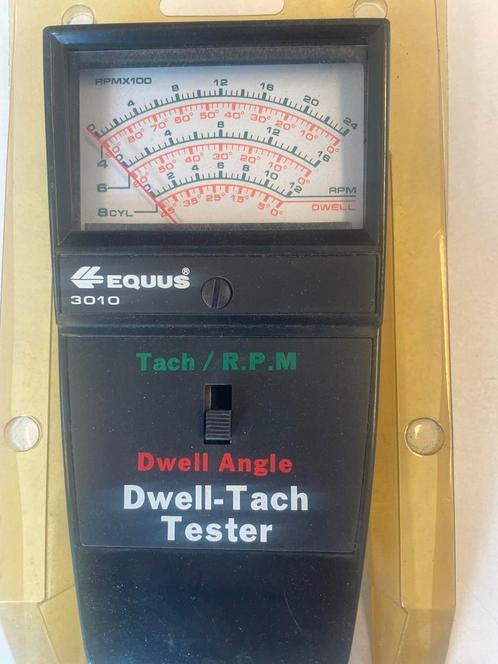 RPMX100
0 4 8 12 16 20 24
80° 70° 60° 50° 40° 30° 20° 10° 0°
4
4 8 12 16
50° 40° 30° 20° 10° 0°
6
2 4 6 8 10 12
RPM
8CYL
35° 25° 15° 5° 0°
DWELL
EQUUS®
3010
Tach / R.P.M
Dwell Angle
Dwell-Tach
Tester